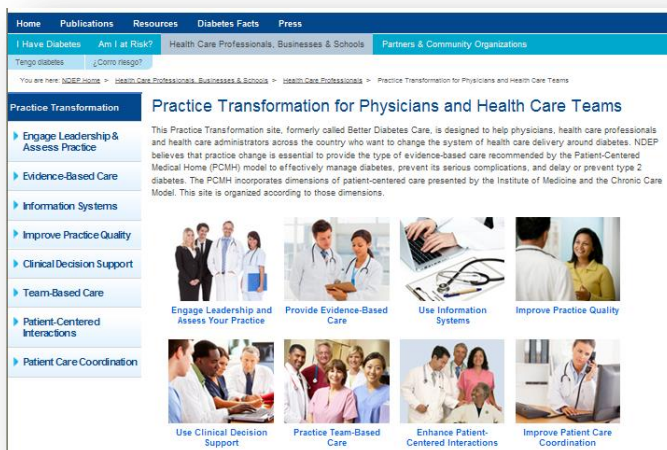 Home Publications Resources Diabetes Facts Press
I Have Diabetes Am I at Risk? Health Care Professionals, Businesses & Schools Partners & Community Organizations
Tengo diabetes ¿Corro riesgo?
You are here: NDEP Home > Health Care Professionals, Businesses & Schools > Health Care Professionals > Practice Transformation for Physicians and Health Care Teams
Practice Transformation
Engage Leadership &
Assess Practice
Evidence-Based Care
Information Systems
Improve Practice Quality
Clinical Decision Support
Team-Based Care
Patient-Centered
Interactions
Patient Care Coordination
Practice Transformation for Physicians and Health Care Teams
This Practice Transformation site, formerly called Better Diabetes Care, is designed to help physicians, health care professionals
and health care administrators across the country who want to change the system of health care delivery around diabetes. NDEP
believes that practice change is essential to provide the type of evidence-based care recommended by the Patient-Centered
Medical Home (PCMH) model to effectively manage diabetes, prevent its serious complications, and delay or prevent type 2
diabetes. The PCMH incorporates dimensions of patient-centered care presented by the Institute of Medicine and the Chronic Care
Model. This site is organized according to those dimensions.
Engage Leadership and
Assess Your Practice
Provide Evidence-Based
Care
Use Information
Systems
Improve Practice Quality
Use Clinical Decision
Support
Practice Team-Based
Care
Enhance Patient-
Centered Interactions
Improve Patient Care
Coordination